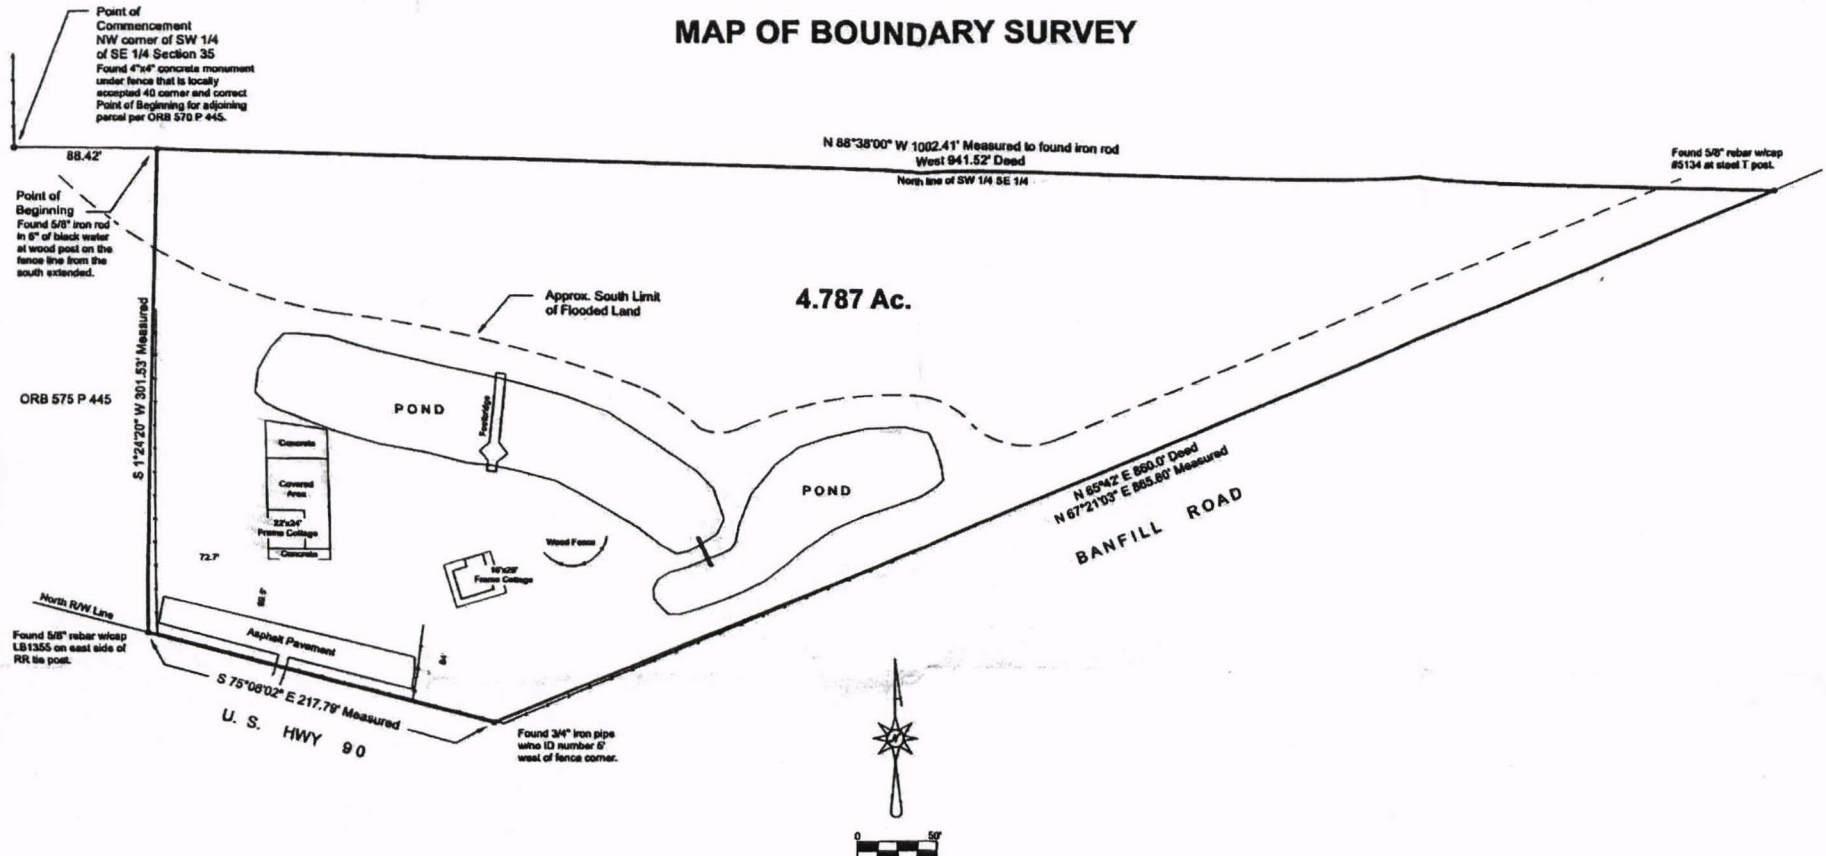 MAP OF BOUNDARY SURVEY
Point of
Commencement
NW corner of SW 1/4
of SE 1/4 Section 35
Found 4"x4" concrete monument
under fence that is locally
accepted 40 corner and correct
Point of Beginning for adjoining
parcel per ORB 570 P 445.
88.42'
N 88°38'00" W 1002.41' Measured to found iron rod
West 941.52' Deed
North line of SW 1/4 SE 1/4
Found 5/8" rebar w/cap
#5134 at steel T post.
Point of
Beginning
Found 5/8" iron rod
in 6" of black water
at wood post on the
fence line from the
south extended.
Approx. South Limit
of Flooded Land
4.787 Ac.
S 1°24'20" W 301.53' Measured
ORB 575 P 445
POND
Footbridge
Concrete
Covered
Area
22'x24'
Frame Cottage
Concrete
POND
N 65°42' E 860.0' Deed
N 67°21'03" E 865.80' Measured
BANFILL ROAD
Wood Fence
72.7'
Frame Cottage
North R/W Line
Asphalt Pavement
Found 5/8" rebar w/cap
LB1355 on east side of
RR tie post.
S 75°08'02" E 217.79' Measured
U. S. HWY 90
Found 3/4" iron pipe
w/no ID number 6'
west of fence corner.
0 50'